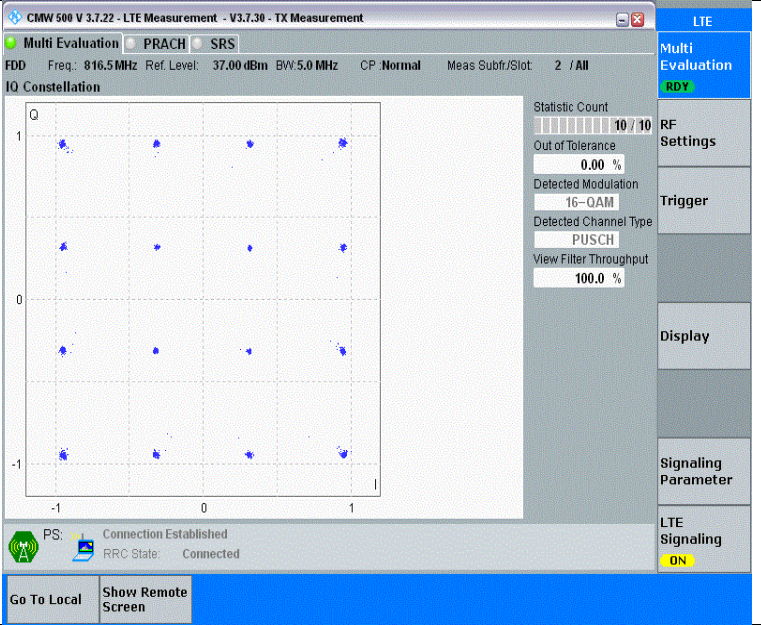 CMW 500 V 3.7.22 - LTE Measurement - V3.7.30 - TX Measurement
LTE
Multi Evaluation PRACH SRS
FDD Freq.: 816.5 MHz Ref. Level: 37.00 dBm BW: 5.0 MHz CP : Normal Meas Subfr./Slot: 2 / All
IQ Constellation
Q
1
0
-1
I
-1 0 1
Statistic Count
10 / 10
Out of Tolerance
0.00 %
Detected Modulation
16-QAM
Detected Channel Type
PUSCH
View Filter Throughput
100.0 %
Multi
Evaluation
RDY
RF
Settings
Trigger
Display
Signaling
Parameter
LTE
Signaling
ON
PS: Connection Established
RRC State: Connected
Go To Local
Show Remote
Screen